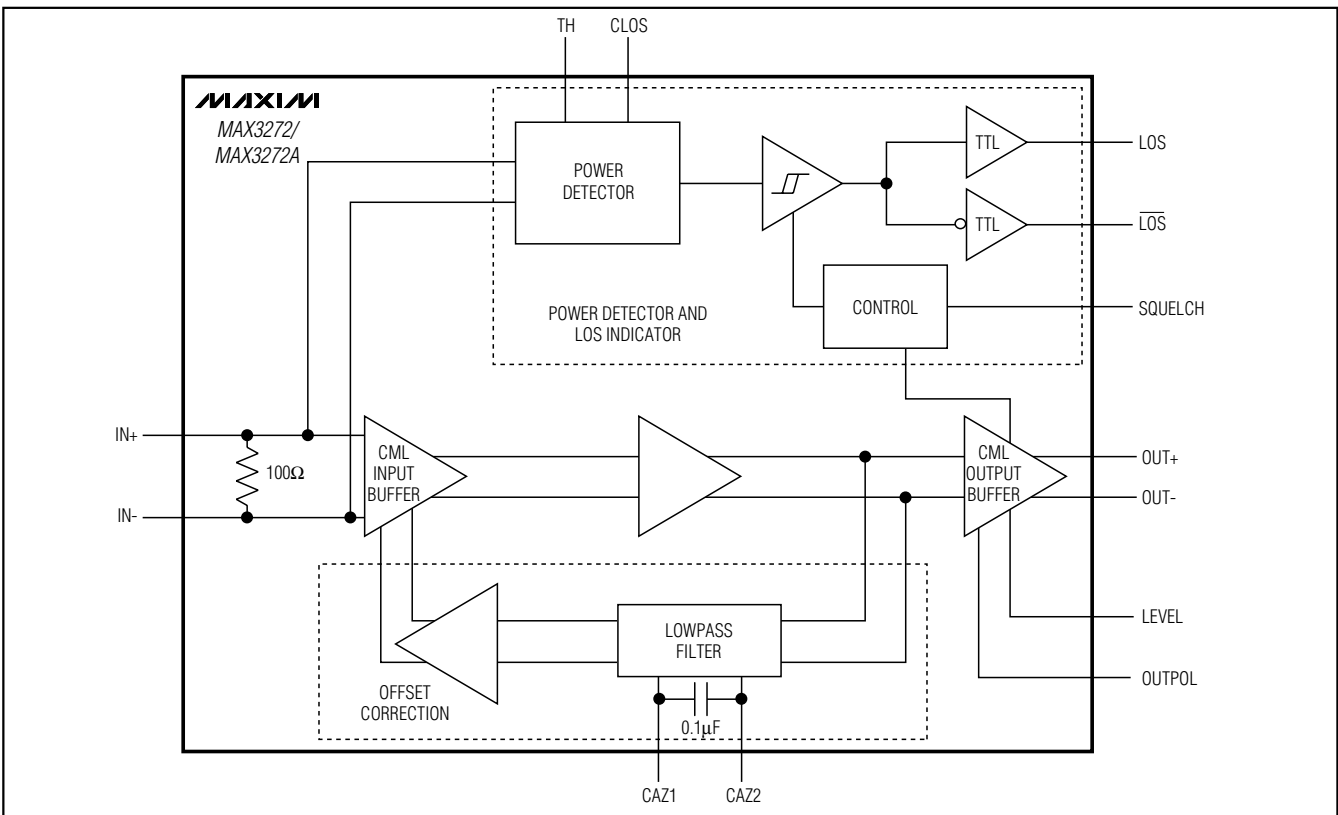 TH
CLOS
MAXIM
MAX3272/
MAX3272A
POWER
DETECTOR
TTL
LOS
TTL
L̅O̅S̅
CONTROL
SQUELCH
POWER DETECTOR AND
LOS INDICATOR
IN+
100Ω
IN-
CML
INPUT
BUFFER
CML
OUTPUT
BUFFER
OUT+
OUT-
LOWPASS
FILTER
LEVEL
OFFSET
CORRECTION
0.1µF
OUTPOL
CAZ1
CAZ2